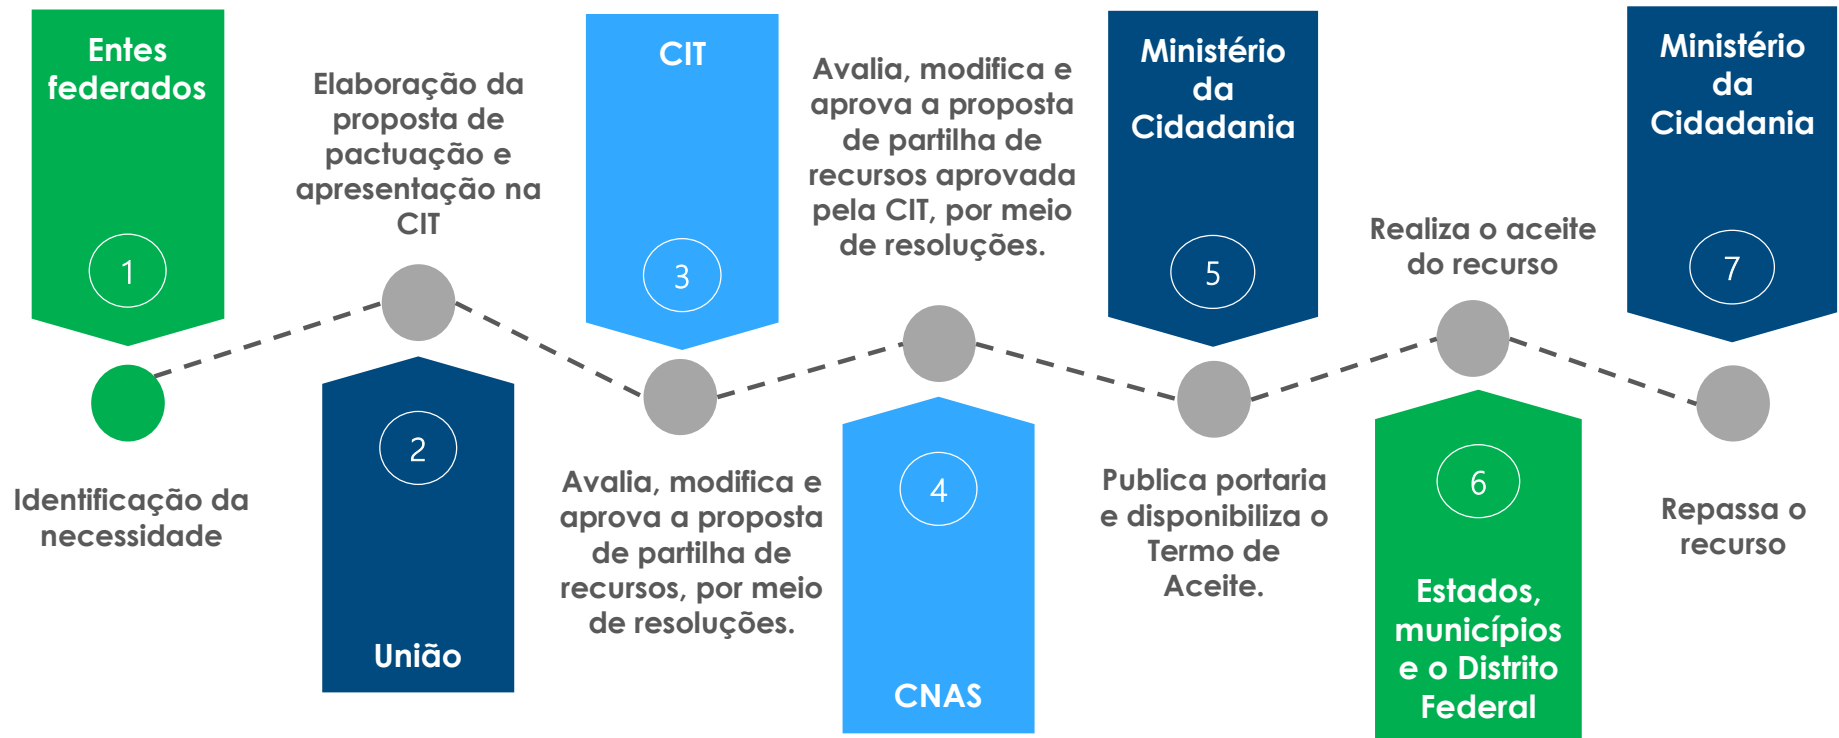 Entes
federados
1
Identificação da
necessidade
Elaboração da
proposta de
pactuação e
apresentação na
CIT
2
União
CIT
3
Avalia, modifica e
aprova a proposta
de partilha de
recursos, por meio
de resoluções.
Avalia, modifica e
aprova a proposta
de partilha de
recursos aprovada
pela CIT, por meio
de resoluções.
4
CNAS
Ministério
da
Cidadania
5
Publica portaria
e disponibiliza o
Termo de
Aceite.
Realiza o aceite
do recurso
6
Estados,
municípios
e o Distrito
Federal
Ministério
da
Cidadania
7
Repassa o
recurso